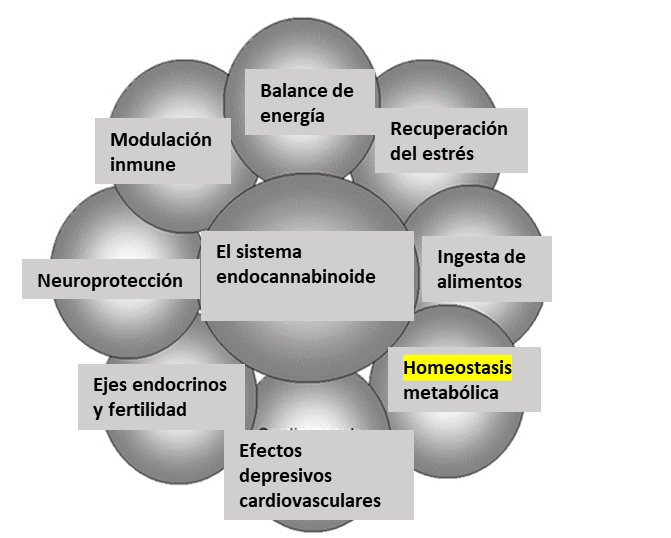 Balance de
energía
Recuperación
del estrés
Modulación
inmune
El sistema
endocannabinoide
Ingesta de
alimentos
Neuroprotección
Homeostasis
metabólica
Ejes endocrinos
y fertilidad
Efectos
depresivos
cardiovasculares